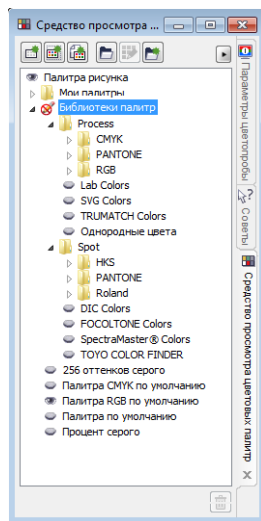 Средство просмотра ...
Палитра рисунка
Мои палитры
Библиотеки палитр
Process
CMYK
PANTONE
RGB
Lab Colors
SVG Colors
TRUMATCH Colors
Однородные цвета
Spot
HKS
PANTONE
Roland
DIC Colors
FOCOLTONE Colors
SpectraMaster® Colors
TOYO COLOR FINDER
256 оттенков серого
Палитра CMYK по умолчанию
Палитра RGB по умолчанию
Палитра по умолчанию
Процент серого
Параметры цветопробы
Советы
Средство просмотра цветовых палитр